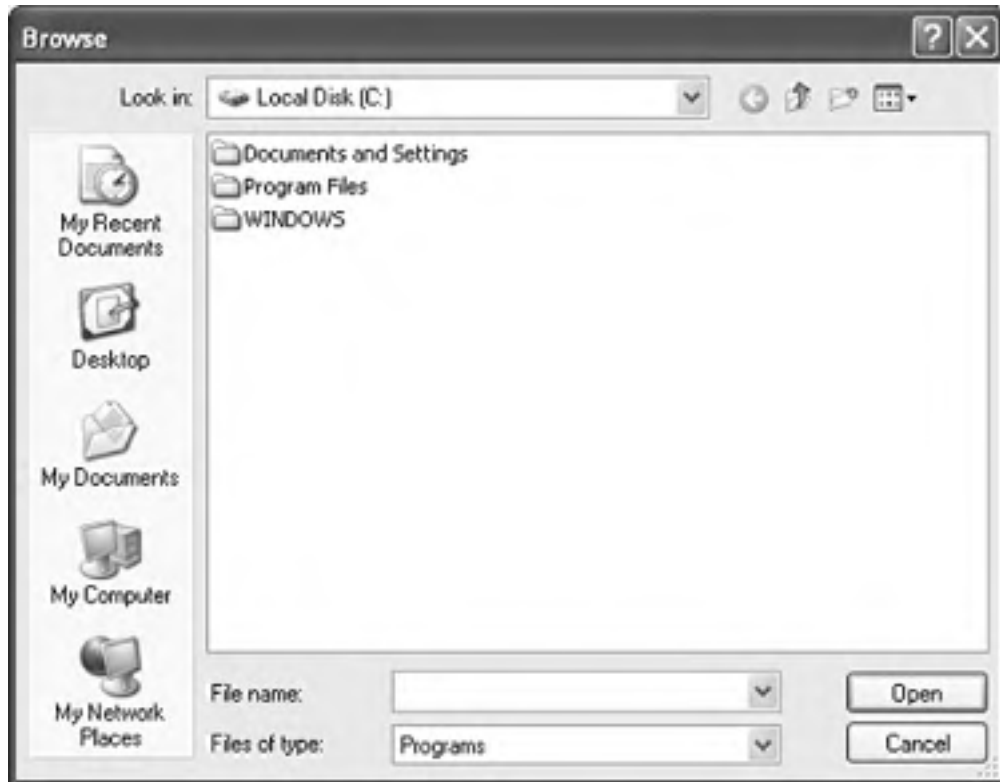 Browse
?
Look in:
Local Disk (C:)
Documents and Settings
Program Files
WINDOWS
My Recent
Documents
Desktop
My Documents
My Computer
My Network
Places
File name:
Open
Files of type:
Programs
Cancel